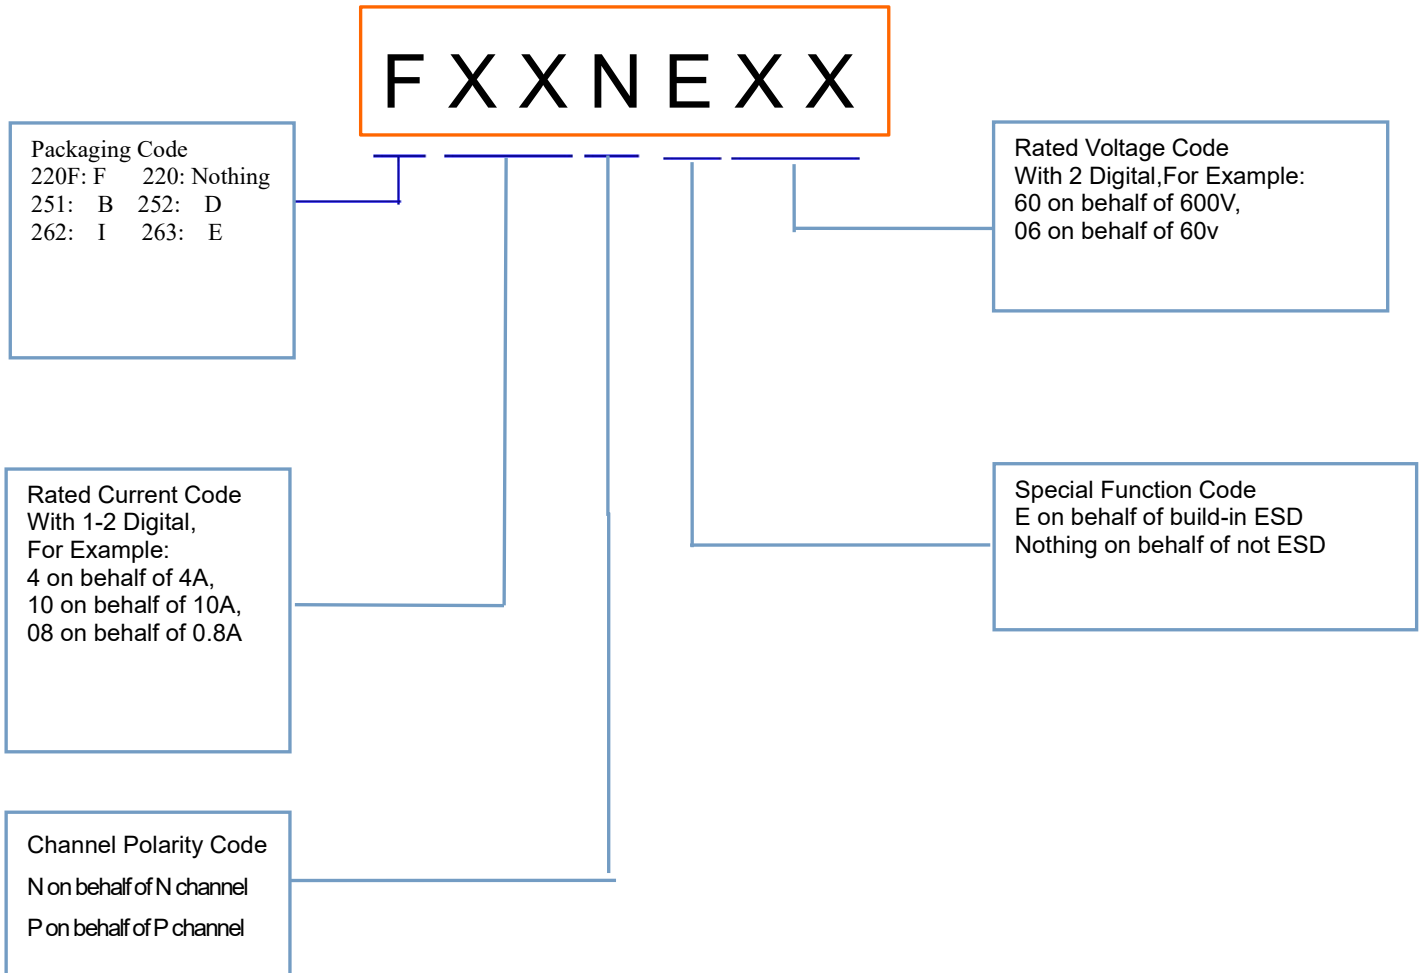 F X X N E X X
Packaging Code
220F: F 220: Nothing
251: B 252: D
262: I 263: E
Rated Voltage Code
With 2 Digital,For Example:
60 on behalf of 600V,
06 on behalf of 60v
Rated Current Code
With 1-2 Digital,
For Example:
4 on behalf of 4A,
10 on behalf of 10A,
08 on behalf of 0.8A
Special Function Code
E on behalf of build-in ESD
Nothing on behalf of not ESD
Channel Polarity Code
N on behalf of N channel
P on behalf of P channel